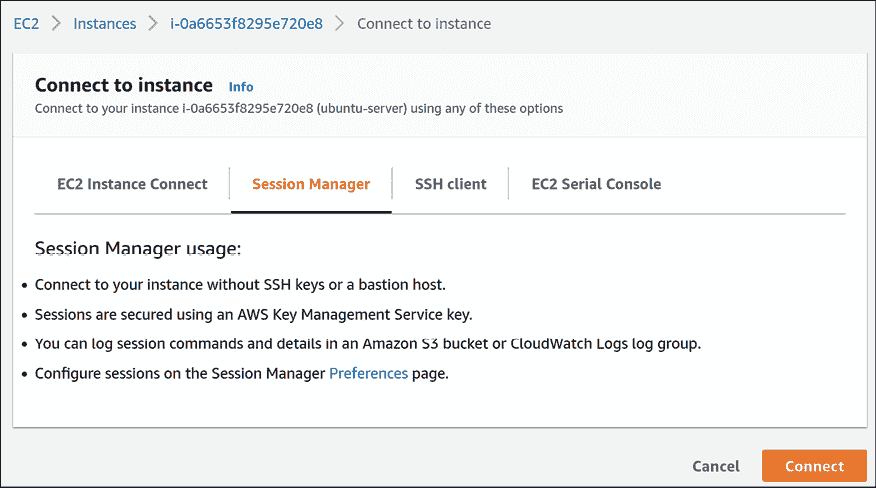 EC2 > Instances > i-0a6653f8295e720e8 > Connect to instance
Connect to instance Info
Connect to your instance i-0a6653f8295e720e8 (ubuntu-server) using any of these options
EC2 Instance Connect Session Manager SSH client EC2 Serial Console
Session Manager usage:
• Connect to your instance without SSH keys or a bastion host.
• Sessions are secured using an AWS Key Management Service key.
• You can log session commands and details in an Amazon S3 bucket or CloudWatch Logs log group.
• Configure sessions on the Session Manager Preferences page.
Cancel Connect